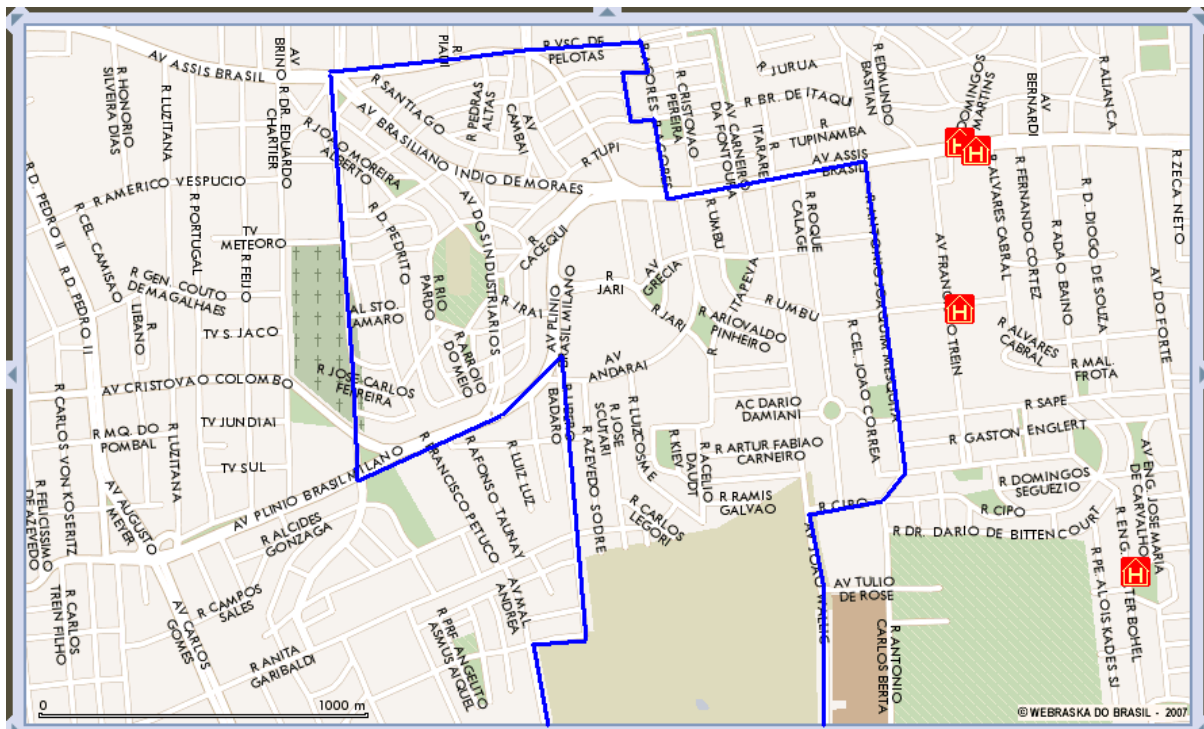 AV ASSIS BRASIL
R HONORIO
SILVEIRA DIAS
R LUZITANA
AV
BRINO
R DR. EDUARDO
CHARTIER
PIAUI
R
R VSC. DE
PELOTAS
R SANTIAGO
R PEDRAS
ALTAS
AV
CAMBAI
R ACORES
R ACORES
R CRISTOVAO
PEREIRA
AV CARNEIRO
DA FONTOURA
R JURUA
R BR. DE ITAQUI
ITARARE
R
R
TUPINAMBA
R EDMUNDO
BASTIAN
DOMINGOS
MARTINS
AV
BERNARDI
R ALIANCA
R ZECA NETO
AV ASSIS
BRASIL
R TUPI
AV BRASILIANO INDIO DE MORAES
R JOAO MOREIRA
ALBERTO
R AMERICO VESPUCIO
R D. PEDRO II
R D. PEDRO II
R CEL. CAMISAO
R PORTUGAL
TV
METEORO
R FEIJO
R GEN. COUTO
DE MAGALHAES
R
LIBANO
TV S. JACO
AV CRISTOVAO COLOMBO
TV JUNDIAI
R MQ. DO
POMBAL
R LUZITANA
TV SUL
R CARLOS VON KOSERITZ
R FELICISSIMO
DE AZEVEDO
AV AUGUSTO
MEYER
R CARLOS
TREIN FILHO
AV CARLOS
GOMES
R CAMPOS
SALES
R ALCIDES
GONZAGA
R ANITA
GARIBALDI
AV PLINIO BRASIL MILANO
R D. PEDRITO
AV DOS INDUSTRIARIOS
R
CACEQUI
R RIO
PARDO
R IRAI
AL STO.
AMARO
R ARROIO
DO MEIO
R JOSE CARLOS
FERREIRA
AV PLINIO
BRASIL MILANO
R
JARI
AV
GRECIA
R JARI
R UMBU
R ITAPEVA
R ARIOVALDO
PINHEIRO
R UMBU
R ROQUE
CALAGE
R ANTONIO JOAQUIM MESQUITA
R CEL. JOAO CORREA
AV
ANDARAI
AC DARIO
DAMIANI
R ARTUR FABIAO
CARNEIRO
R LIBERO
BADARO
R AZEVEDO SODRE
R JOSE
SCUTARI
R LUIZ COSME
R KIEV
R ACELIO
DAUDT
R RAMIS
GALVAO
R CARLOS
LEGORI
R FRANCISCO PETUCO
R AFONSO TAUNAY
R LUIZ LUZ
AV MAL
ANDREA
R PRF. ANGELITO
ASMUS AIQUEL
R CIPO
AV JOAO WALLIG
AV TULIO
DE ROSE
R ANTONIO
CARLOS BERTA
R DR. DARIO DE BITTENCOURT
R CIPO
R DOMINGOS
SEGUEZIO
R GASTON ENGLERT
R SAPE
R MAL.
FROTA
R ALVARES
CABRAL
R ALVARES CABRAL
R FERNANDO CORTEZ
R ADAO BAINO
R D. DIOGO DE SOUZA
AV DO FORTE
AV ENG. JOSE MARIA
DE CARVALHO
R PE. ALOIS KADES SJ
H
H
H
H
0
1000 m
© WEBRASKA DO BRASIL - 2007